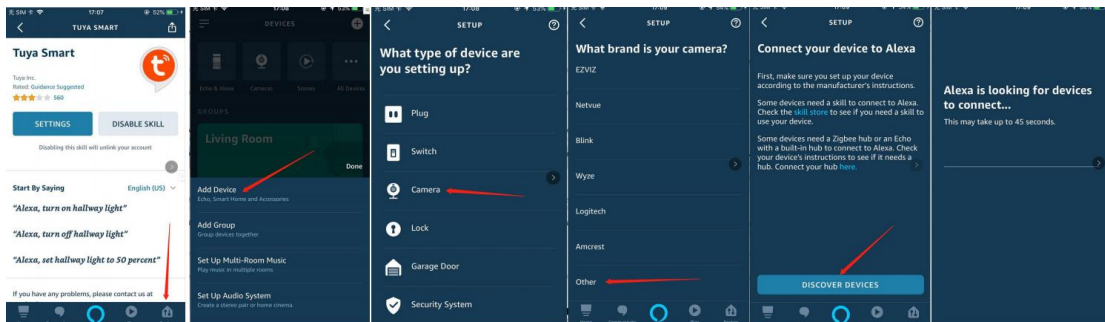 无SIM卡
17:07
52%
TUYA SMART
Tuya Smart
Tuya Inc.
Rated: Guidance Suggested
560
SETTINGS
DISABLE SKILL
Disabling this skill will unlink your account
Start By Saying
English (US)
"Alexa, turn on hallway light"
"Alexa, turn off hallway light"
"Alexa, set hallway light to 50 percent"
If you have any problems, please contact us at
DEVICES
Echo & Alexa
Cameras
All Devices
GROUPS
Living Room
Done
Add Device
Echo, Smart Home and Accessories
Add Group
Group devices together
Set Up Multi-Room Music
Play music in multiple rooms
Set Up Audio System
Create a stereo pair or home cinema.
SETUP
What type of device are
you setting up?
Plug
Switch
Camera
Lock
Garage Door
Security System
SETUP
What brand is your camera?
EZVIZ
Netvue
Blink
Wyze
Logitech
Amcrest
Other
SETUP
Connect your device to Alexa
First, make sure you set up your device
according to the manufacturer's instructions.
Some devices need a skill to connect to Alexa.
Check the skill store to see if you need a skill to
use your device.
Some devices need a Zigbee hub or an Echo
with a built-in hub to connect to Alexa. Check
your device's instructions to see if it needs a
hub. Connect your hub here.
DISCOVER DEVICES
Alexa is looking for devices
to connect...
This may take up to 45 seconds.